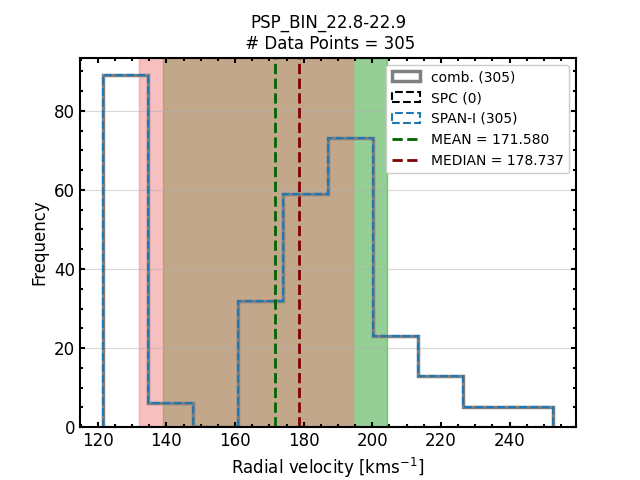 PSP_BIN_22.8-22.9
# Data Points = 305
comb. (305)
SPC (0)
SPAN-I (305)
MEAN = 171.580
MEDIAN = 178.737
Frequency
80
60
40
20
0
120 140 160 180 200 220 240
Radial velocity [kms⁻¹]